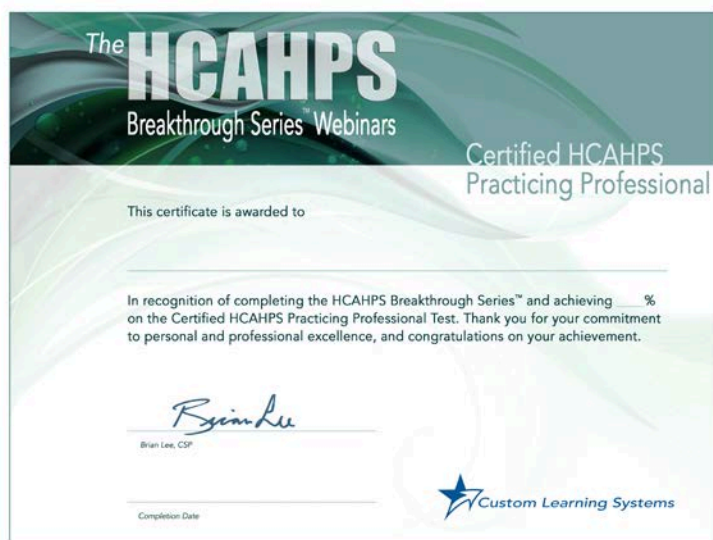 The
HCAHPS
Breakthrough Series™ Webinars
Certified HCAHPS
Practicing Professional
This certificate is awarded to
In recognition of completing the HCAHPS Breakthrough Series™ and achieving ___%
on the Certified HCAHPS Practicing Professional Test. Thank you for your commitment
to personal and professional excellence, and congratulations on your achievement.
Brian Lee
Brian Lee, CSP
Completion Date
Custom Learning Systems